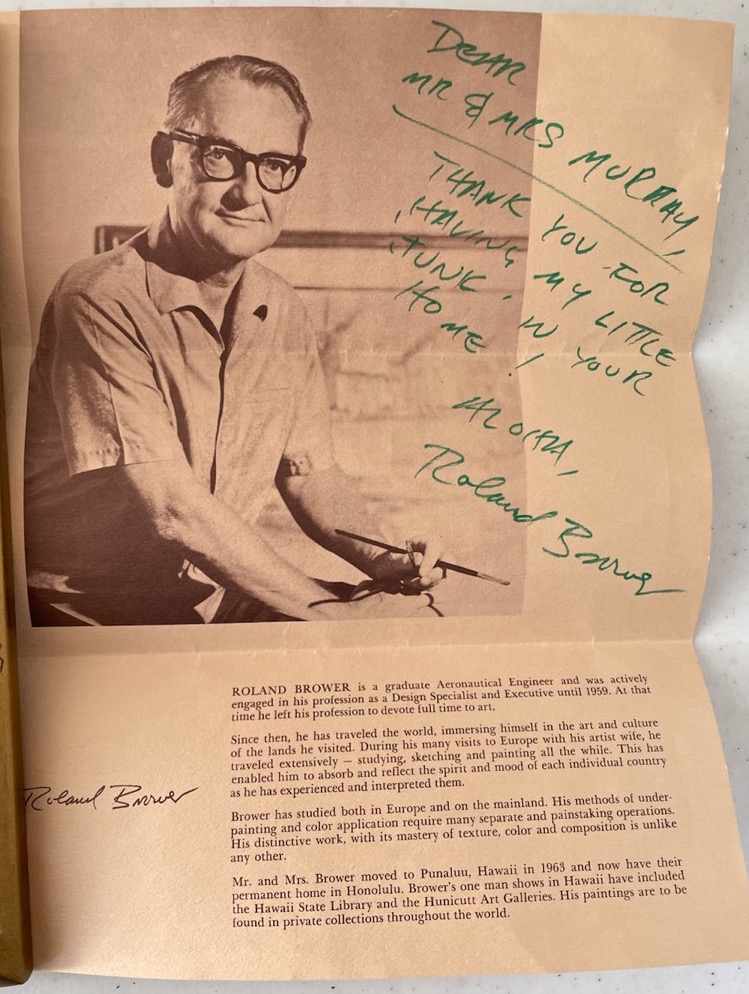 DEAR
MR & MRS MURRAY,
THANK YOU FOR
HAVING MY LITTLE
JUNK, IN YOUR
HOME!
ALOHA,
Roland Brower
ROLAND BROWER is a graduate Aeronautical Engineer and was actively
engaged in his profession as a Design Specialist and Executive until 1959. At that
time he left his profession to devote full time to art.
Since then, he has traveled the world, immersing himself in the art and culture
of the lands he visited. During his many visits to Europe with his artist wife, he
traveled extensively — studying, sketching and painting all the while. This has
enabled him to absorb and reflect the spirit and mood of each individual country
as he has experienced and interpreted them.
Roland Brower
Brower has studied both in Europe and on the mainland. His methods of under-
painting and color application require many separate and painstaking operations.
His distinctive work, with its mastery of texture, color and composition is unlike
any other.
Mr. and Mrs. Brower moved to Punaluu, Hawaii in 1963 and now have their
permanent home in Honolulu. Brower's one man shows in Hawaii have included
the Hawaii State Library and the Hunicutt Art Galleries. His paintings are to be
found in private collections throughout the world.